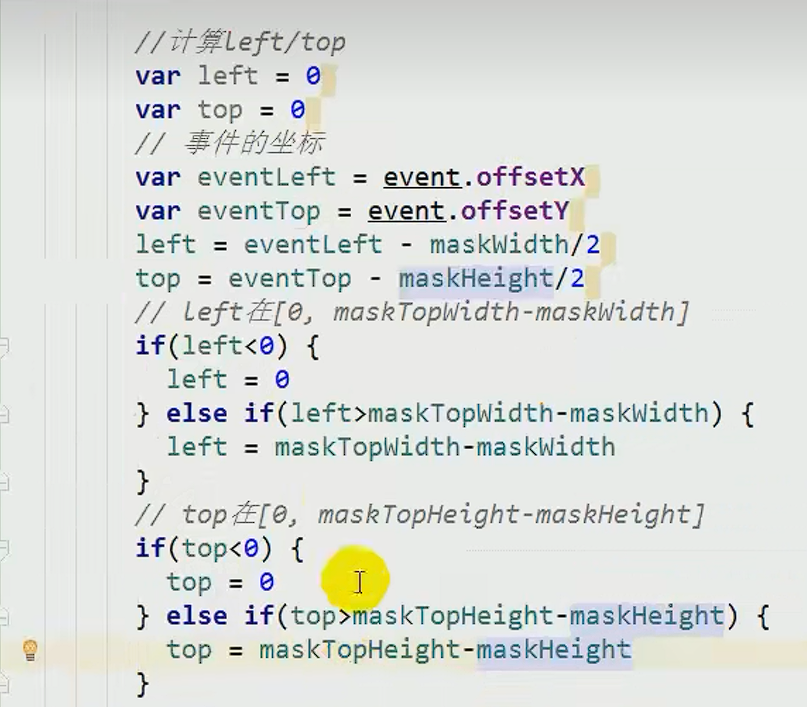 //计算left/top
var left = 0
var top = 0
// 事件的坐标
var eventLeft = event.offsetX
var eventTop = event.offsetY
left = eventLeft - maskWidth/2
top = eventTop - maskHeight/2
// left在[0, maskTopWidth-maskWidth]
if(left<0) {
  left = 0
} else if(left>maskTopWidth-maskWidth) {
  left = maskTopWidth-maskWidth
}
// top在[0, maskTopHeight-maskHeight]
if(top<0) {
  top = 0
} else if(top>maskTopHeight-maskHeight) {
  top = maskTopHeight-maskHeight
}